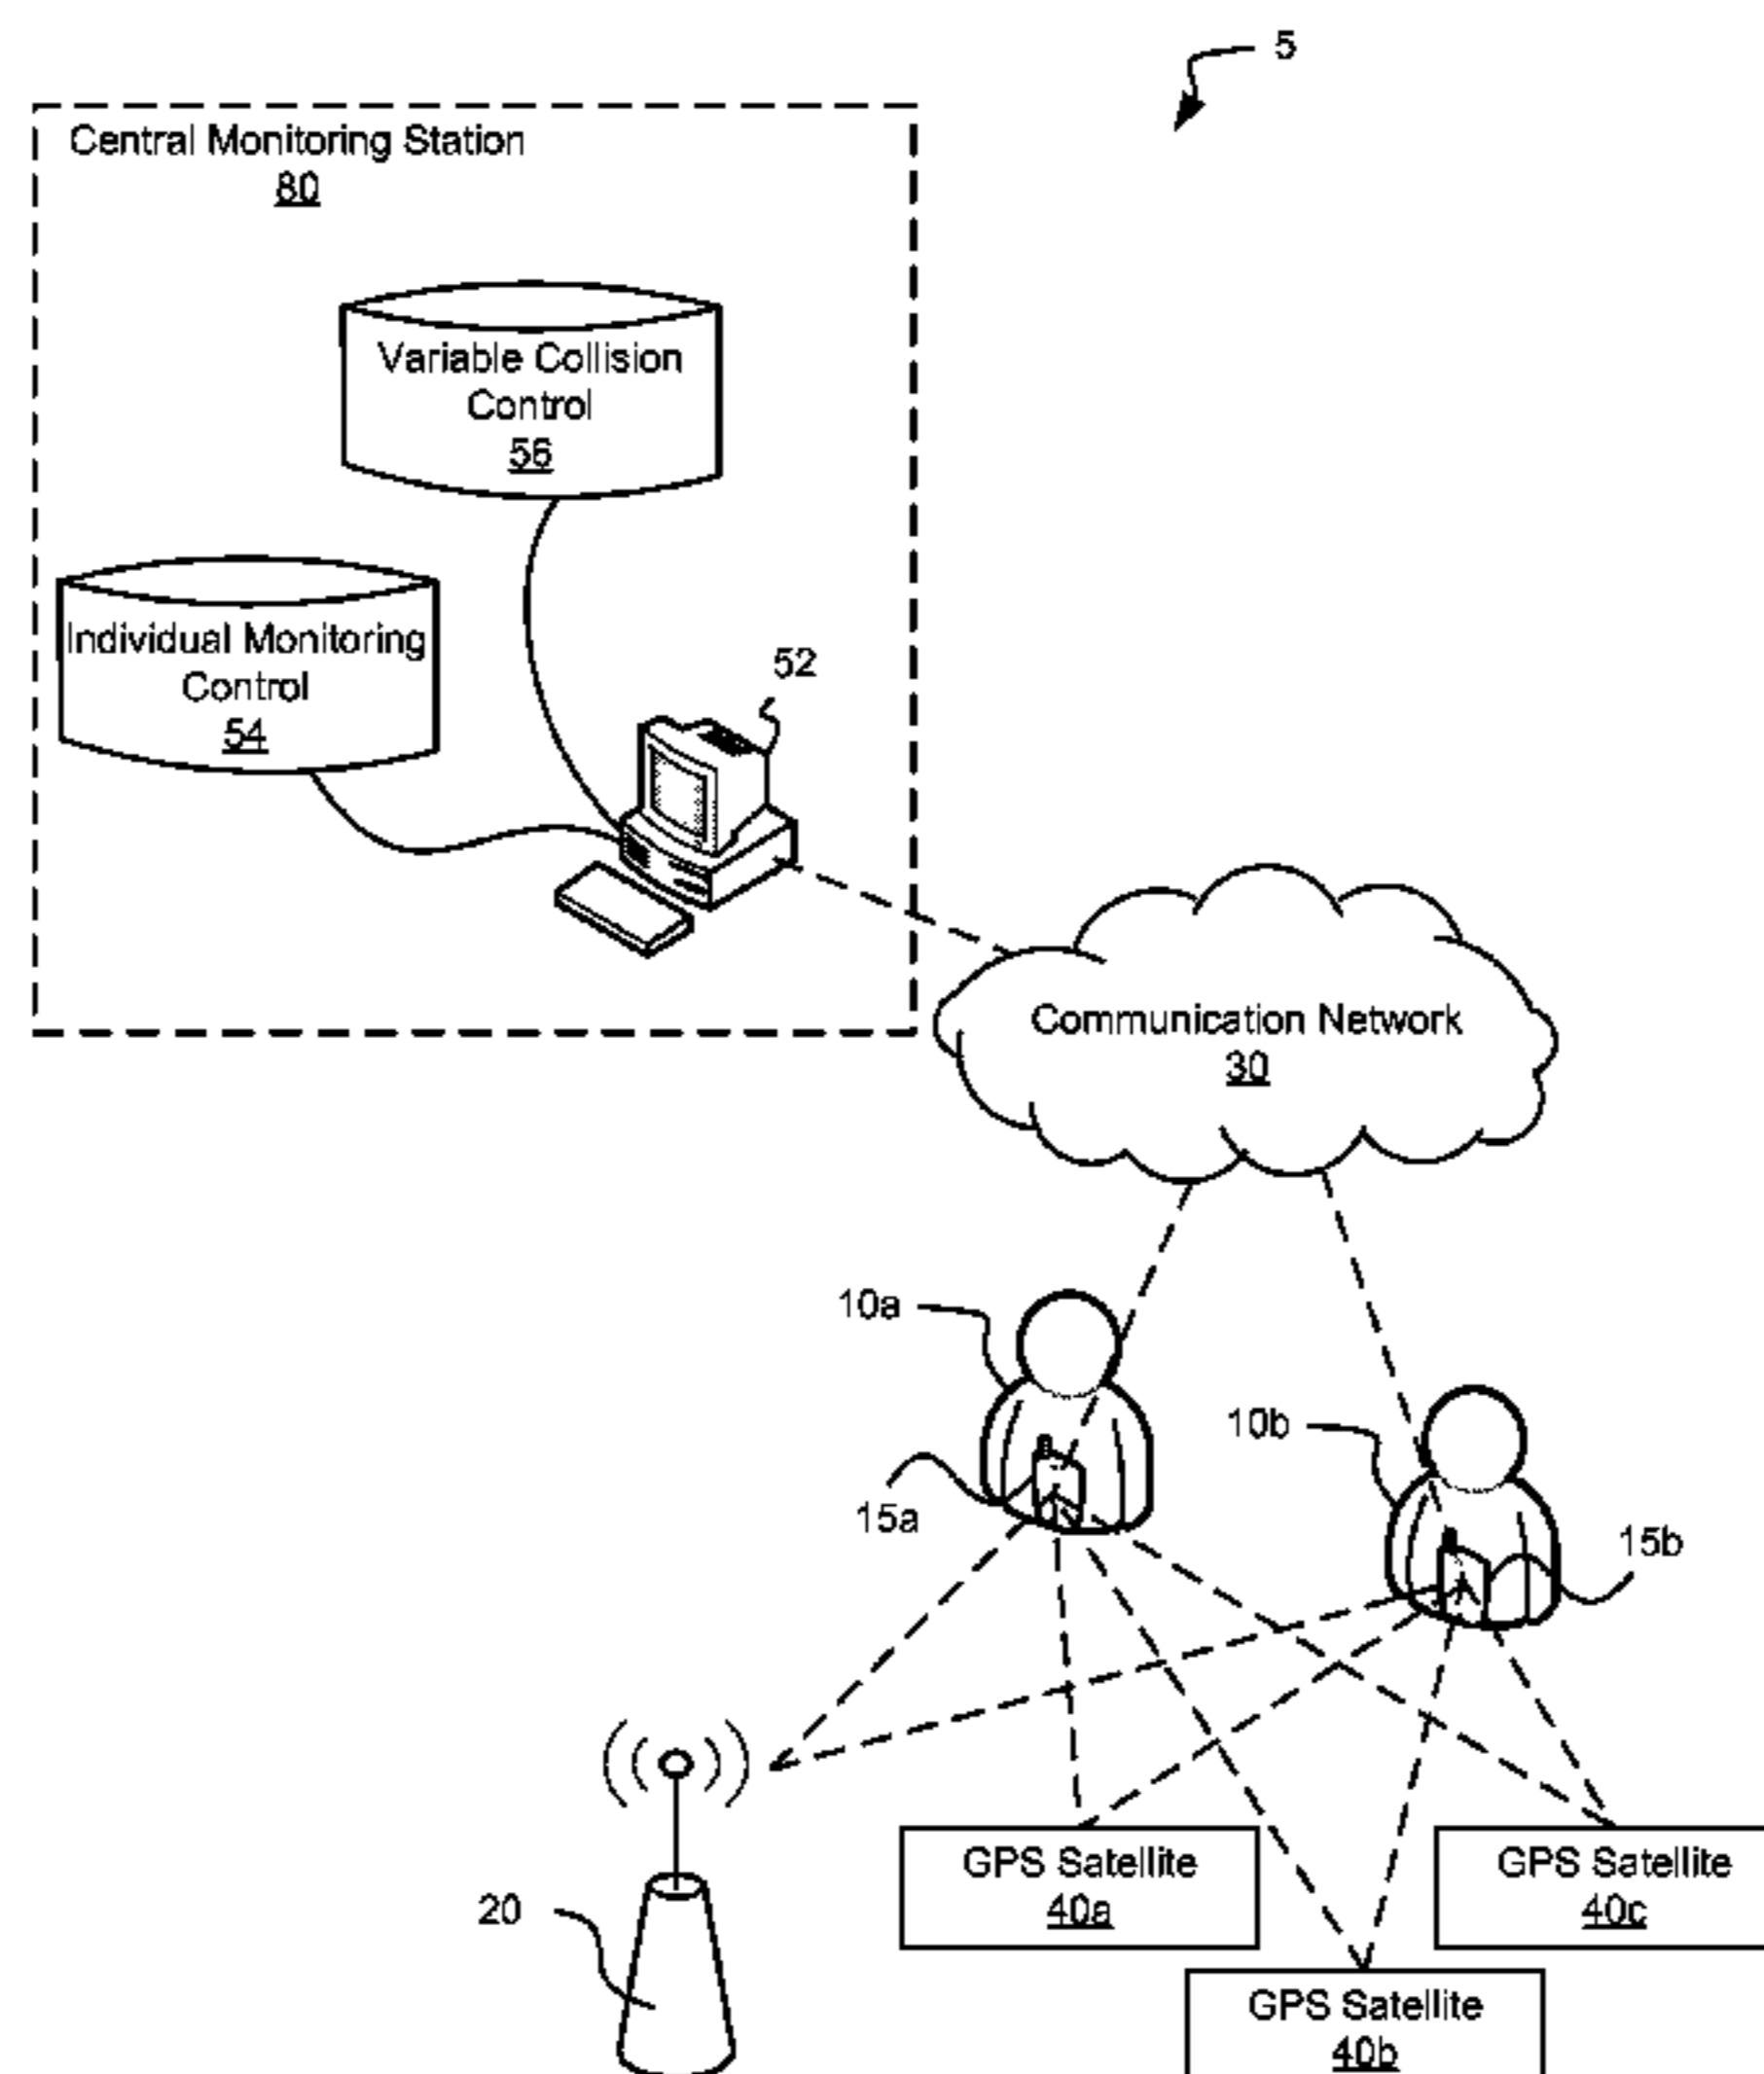 5
Central Monitoring Station
80
Variable Collision
Control
56
Individual Monitoring
Control
54
52
Communication Network
30
10a
10b
15a
15b
20
GPS Satellite
40a
GPS Satellite
40c
GPS Satellite
40b